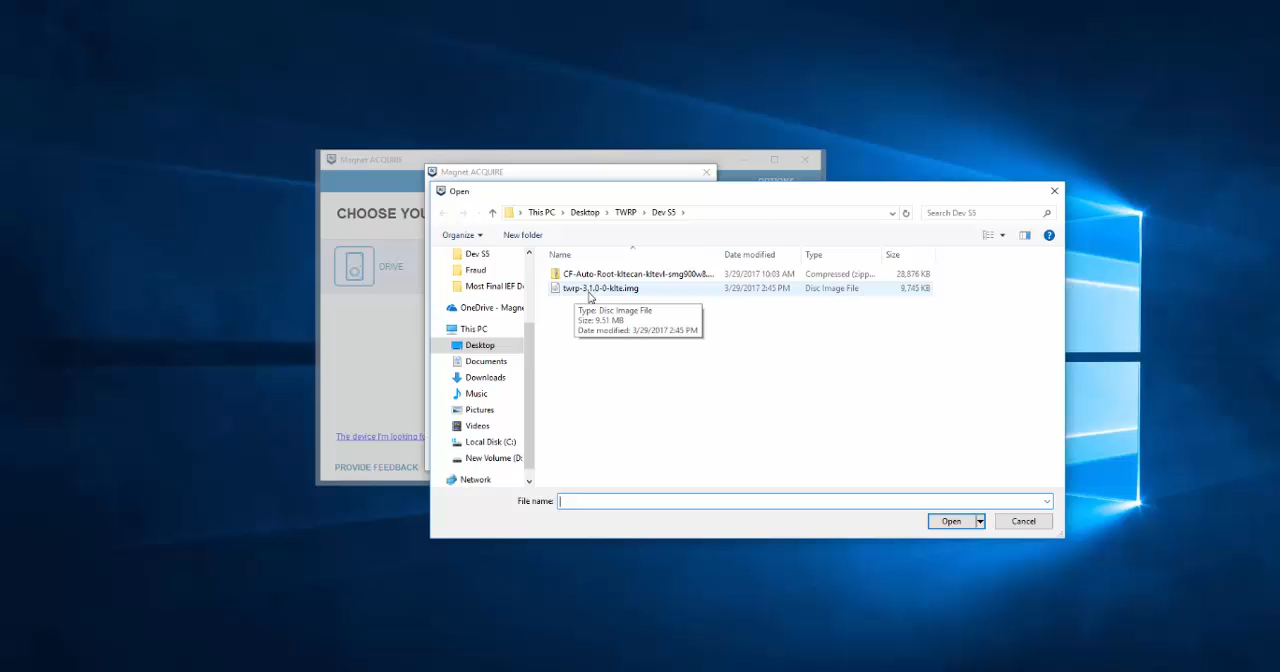 Magnet ACQUIRE
OPTIONS
CHOOSE YOU
DRIVE
The device I'm looking fo
PROVIDE FEEDBACK
Magnet ACQUIRE
Open
This PC > Desktop > TWRP > Dev S5 >
Search Dev S5
Organize
New folder
Name Date modified Type Size
CF-Auto-Root-kltecan-kltevl-smg900w8.... 3/29/2017 10:03 AM Compressed (zipp... 28,876 KB
twrp-3.1.0-0-klte.img 3/29/2017 2:45 PM Disc Image File 9,745 KB
Type: Disc Image File
Size: 9.51 MB
Date modified: 3/29/2017 2:45 PM
Dev S5
Fraud
Most Final IEF D
OneDrive - Magne
This PC
Desktop
Documents
Downloads
Music
Pictures
Videos
Local Disk (C:)
New Volume (D:
Network
File name:
Open
Cancel